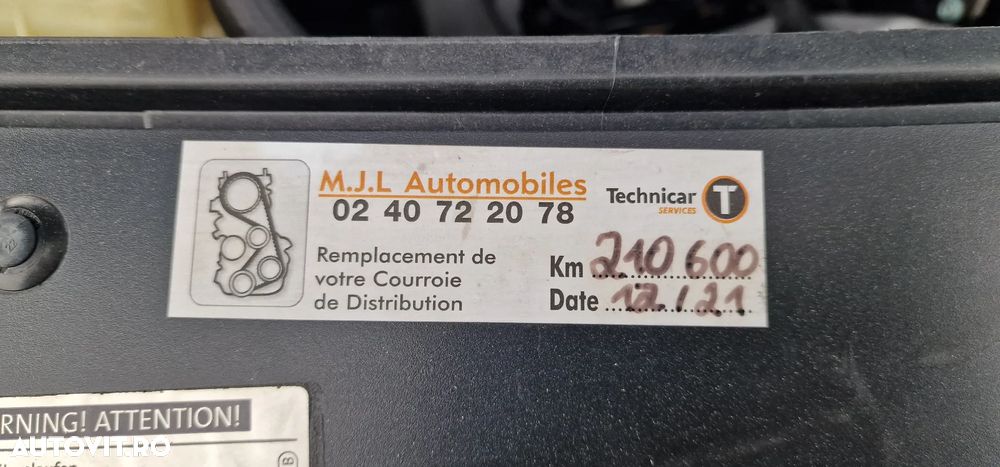 M.J.L Automobiles
02 40 72 20 78
Technicar
SERVICES
T
Remplacement de
votre Courroie
de Distribution
Km 210 600
Date 12/21
RNING! ATTENTION!
AUTOVIT.RO
B